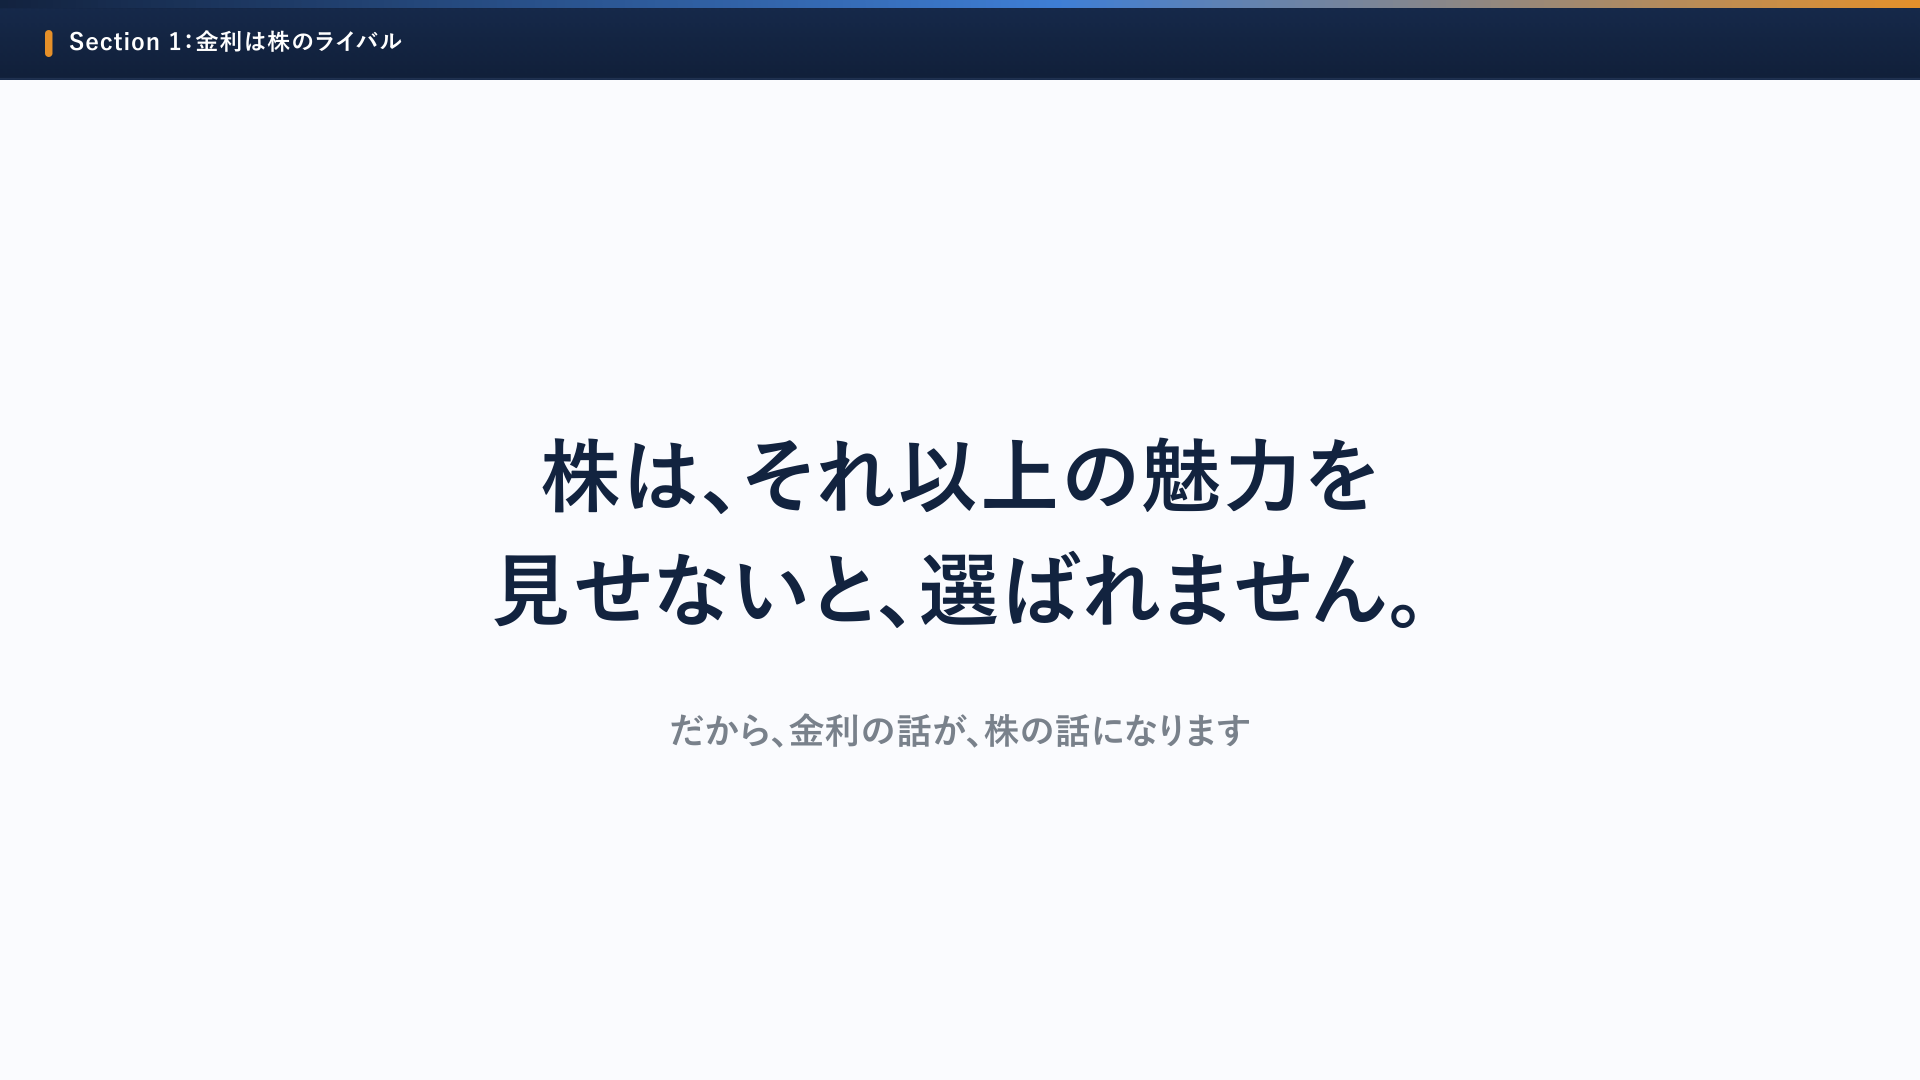 Section 1：金利は株のライバル
株は、それ以上の魅力を
見せないと、選ばれません。
だから、金利の話が、株の話になります